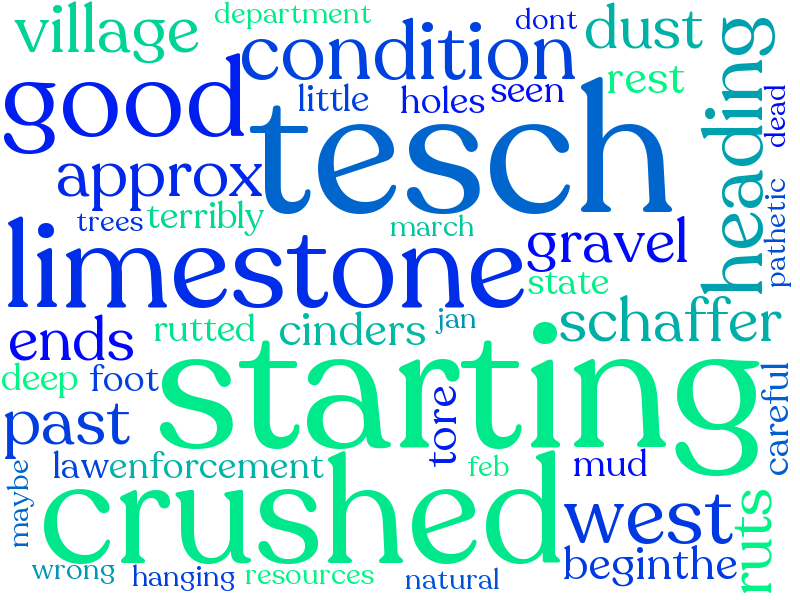 village
department
condition
dont
dust
heading
good
little
holes
seen
rest
dead
tesch
approx
trees
terribly
march
pathetic
limestone
gravel
state
ends
rutted
cinders
jan
schaffer
deep
foot
starting
tore
careful
past
lawenforcement
feb
mud
maybe
crushed
west
ruts
beginthe
wrong
hanging
resources
natural